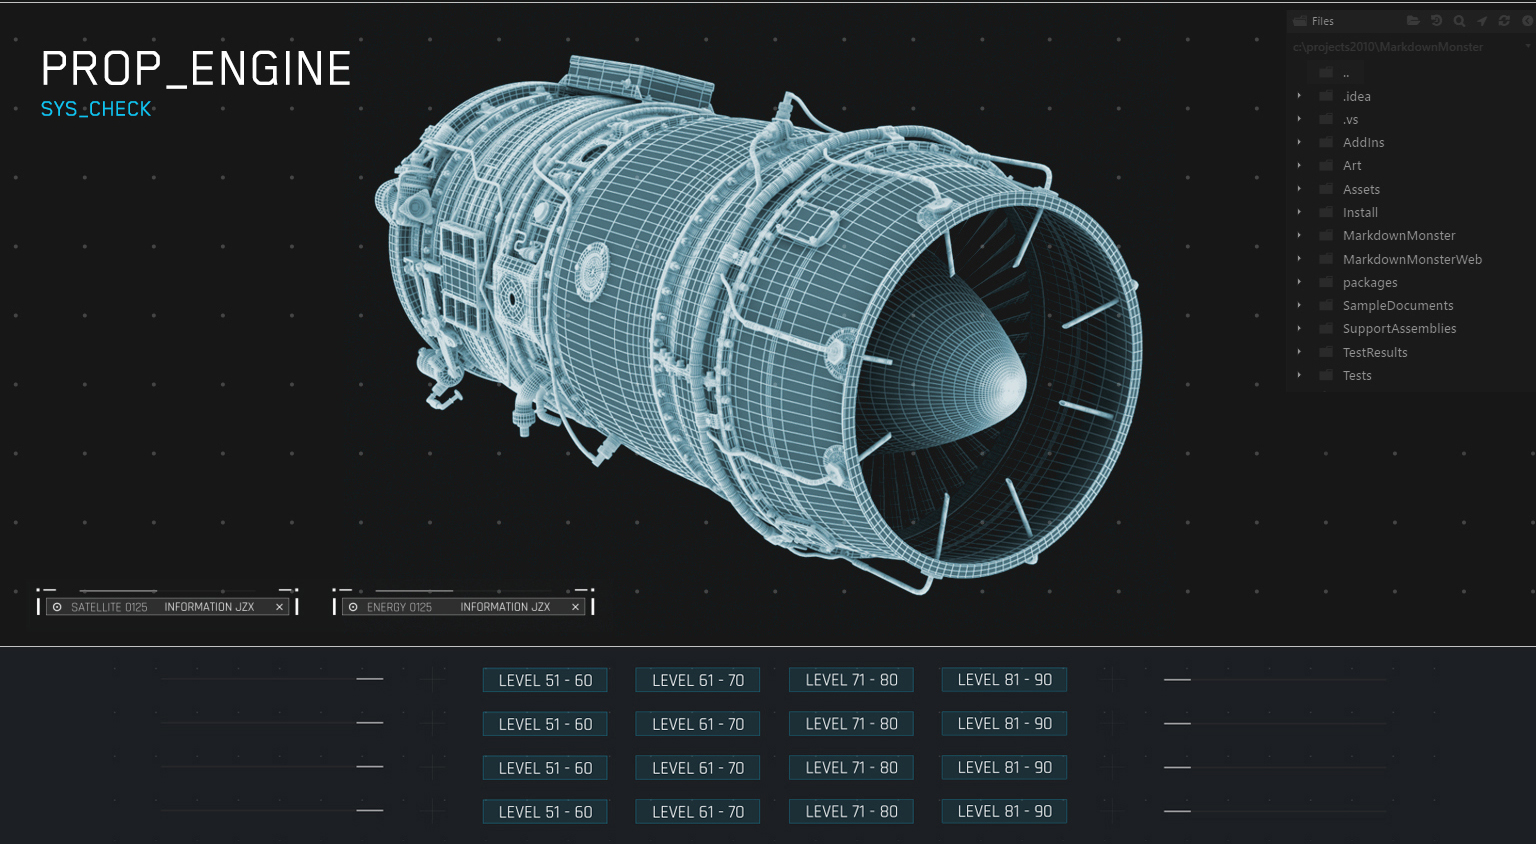 PROP_ENGINE
SYS_CHECK
Files
c:\projects2010\MarkdownMonster
..
.idea
.vs
AddIns
Art
Assets
Install
MarkdownMonster
MarkdownMonsterWeb
packages
SampleDocuments
SupportAssemblies
TestResults
Tests
SATELLITE 0125 INFORMATION JZX ×
ENERGY 0125 INFORMATION JZX ×
LEVEL 51 - 60 LEVEL 61 - 70 LEVEL 71 - 80 LEVEL 81 - 90
LEVEL 51 - 60 LEVEL 61 - 70 LEVEL 71 - 80 LEVEL 81 - 90
LEVEL 51 - 60 LEVEL 61 - 70 LEVEL 71 - 80 LEVEL 81 - 90
LEVEL 51 - 60 LEVEL 61 - 70 LEVEL 71 - 80 LEVEL 81 - 90